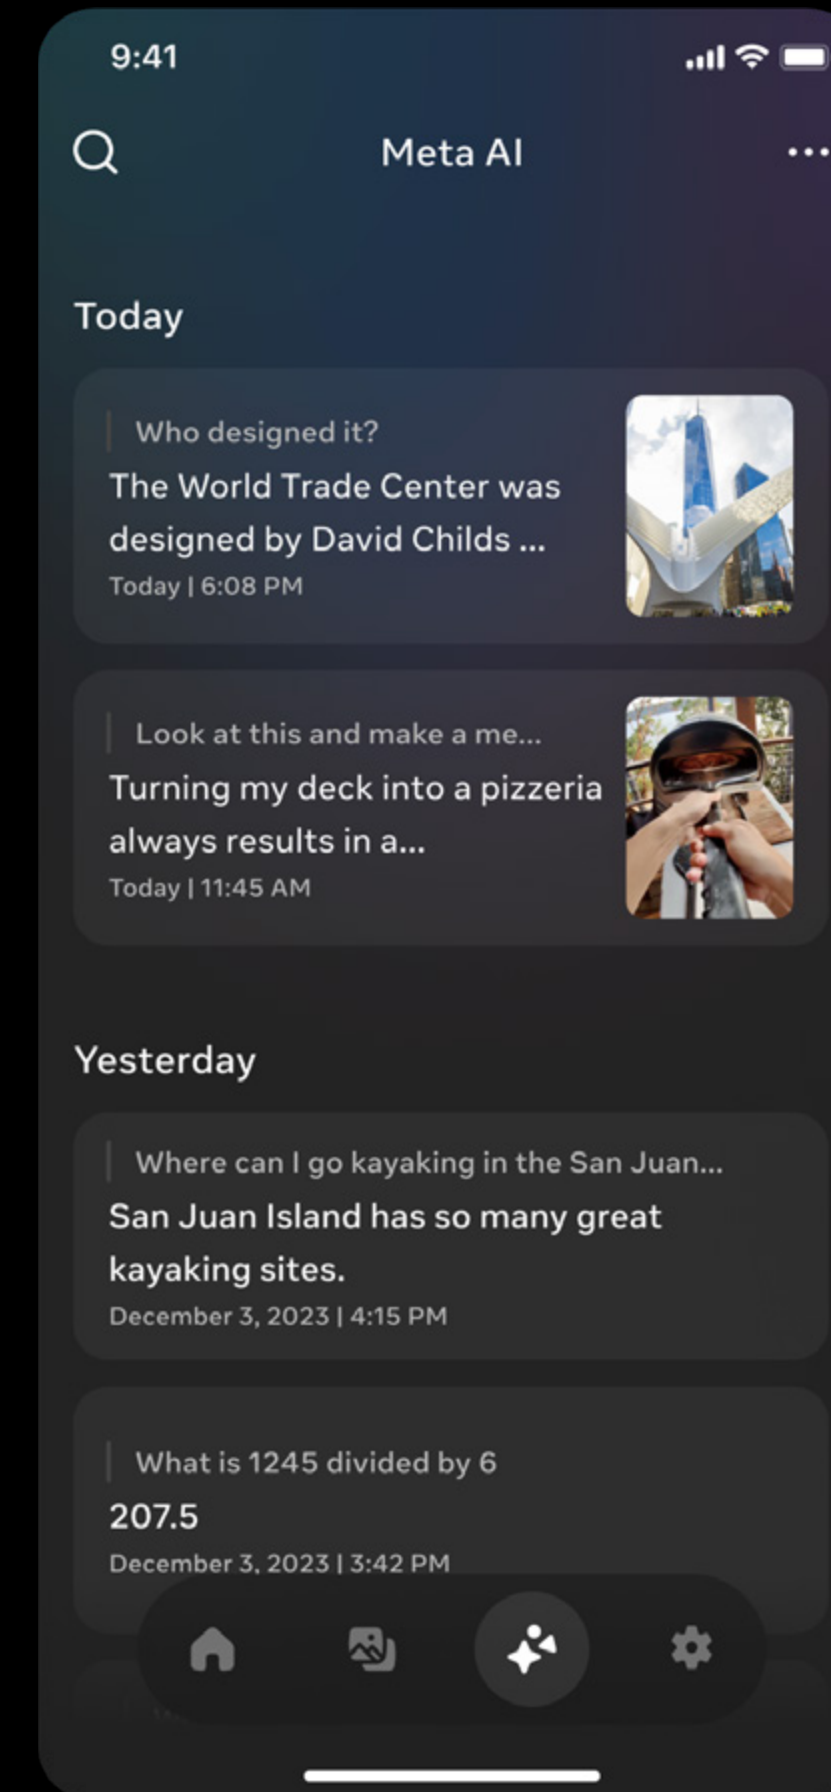 9:41
Meta AI
Today
Who designed it?
The World Trade Center was
designed by David Childs ...
Today | 6:08 PM
Look at this and make a me...
Turning my deck into a pizzeria
always results in a...
Today | 11:45 AM
Yesterday
Where can I go kayaking in the San Juan...
San Juan Island has so many great
kayaking sites.
December 3, 2023 | 4:15 PM
What is 1245 divided by 6
207.5
December 3, 2023 | 3:42 PM